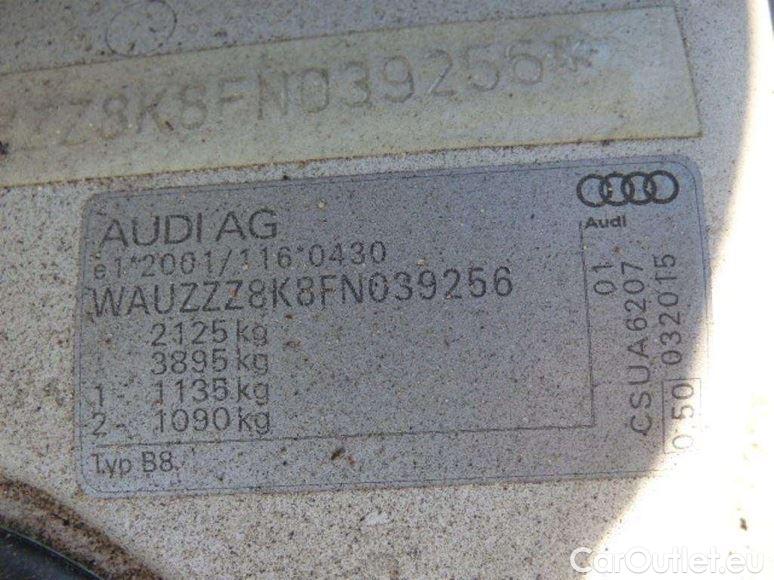 ZZ8K8FN039256*
AUDI AG
e1*2001/116*0430
WAUZZZ8K8FN039256
2125 kg
3895 kg
1 - 1135 kg
2 - 1090 kg
Typ B8
Audi
01
CSUA6207
0.50 032015
CarOutlet.eu